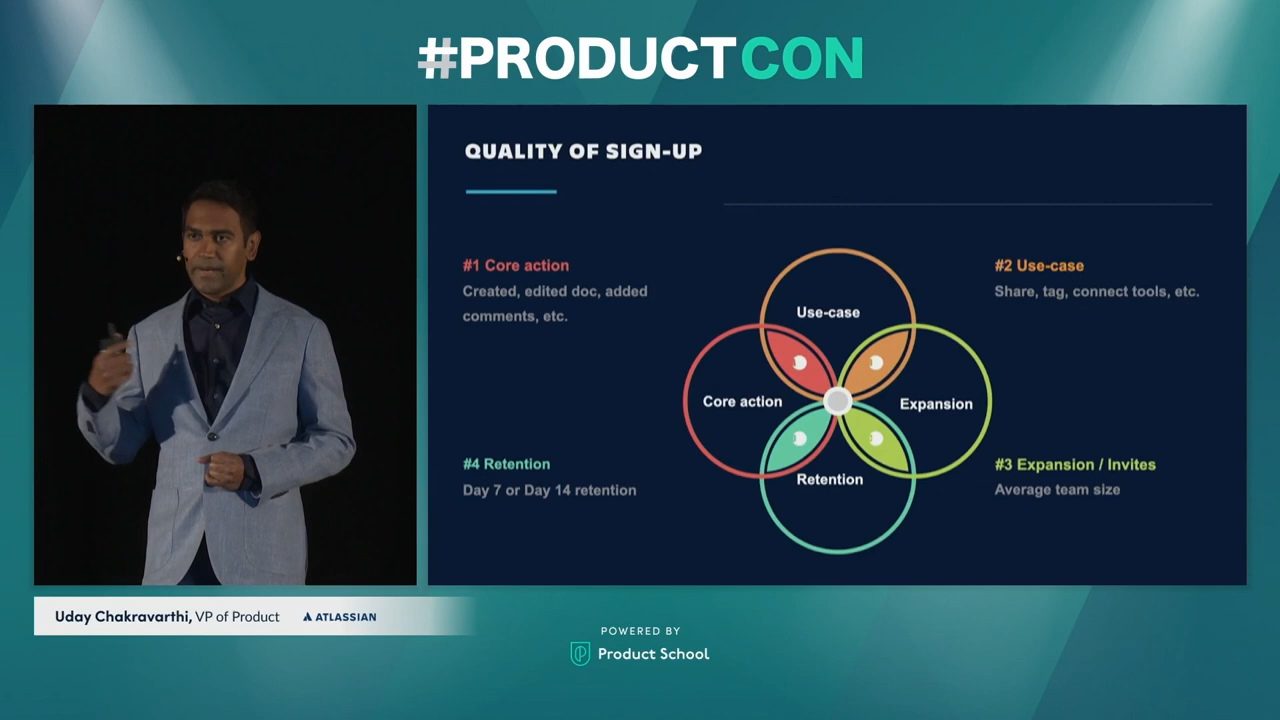 #PRODUCTCON
QUALITY OF SIGN-UP
#1 Core action
Created, edited doc, added
comments, etc.
#2 Use-case
Share, tag, connect tools, etc.
Use-case
Core action
Expansion
Retention
#4 Retention
Day 7 or Day 14 retention
#3 Expansion / Invites
Average team size
Uday Chakravarthi, VP of Product
ATLASSIAN
POWERED BY
Product School